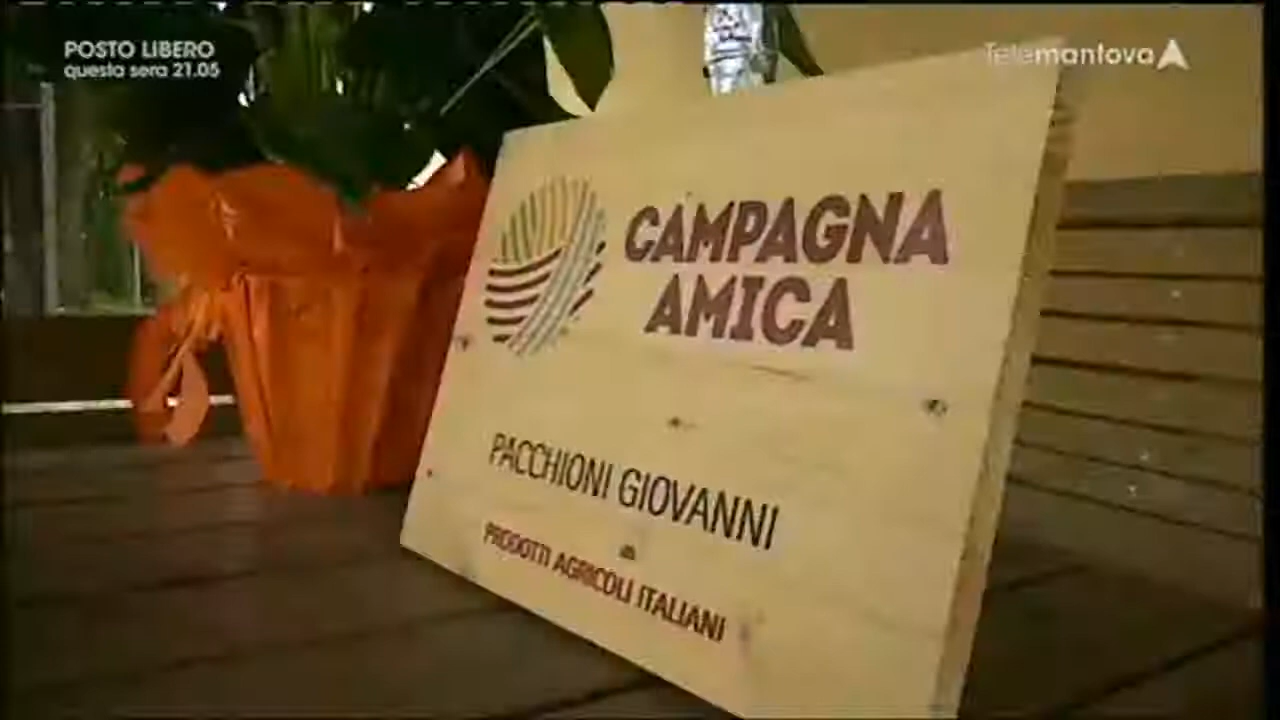 POSTO LIBERO
questa sera 21.05
Telemantova
CAMPAGNA
AMICA
PACCHIONI GIOVANNI
PRODOTTI AGRICOLI ITALIANI